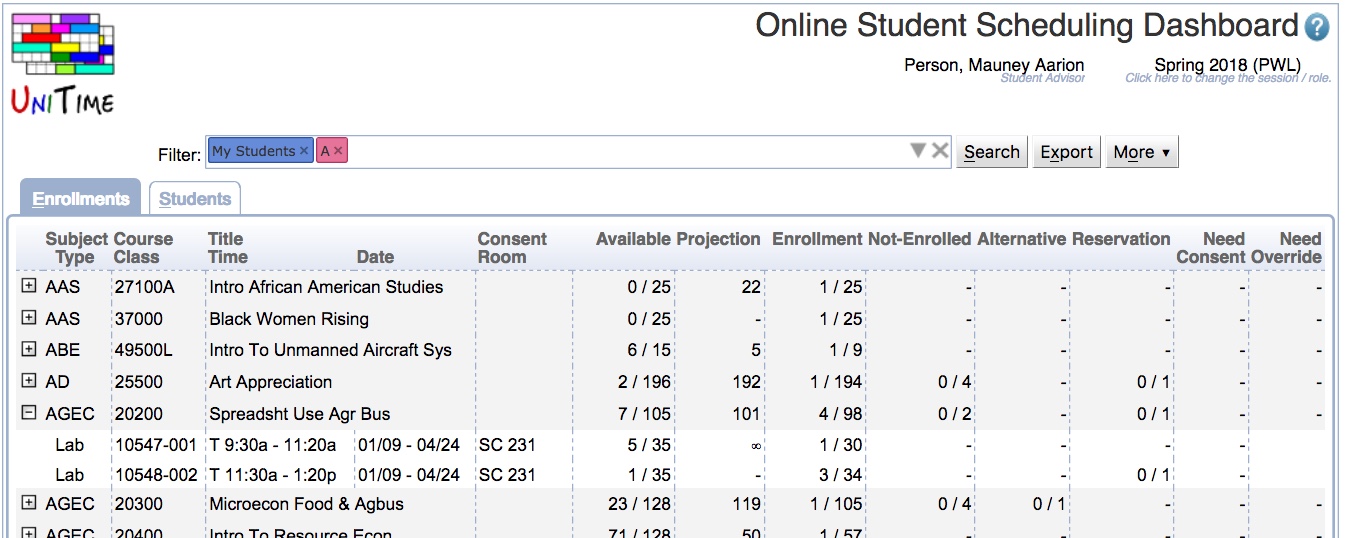 Online Student Scheduling Dashboard ?
UNITIME
Person, Mauney Aarion Spring 2018 (PWL)
Student Advisor Click here to change the session / role.
Filter: My Students × A × Search Export More ▼
Enrollments Students
Subject Course Title Consent Available Projection Enrollment Not-Enrolled Alternative Reservation Need Need
Type Class Time Date Room Consent Override
AAS 27100A Intro African American Studies 0 / 25 22 1 / 25 - - - - -
AAS 37000 Black Women Rising 0 / 25 - 1 / 25 - - - - -
ABE 49500L Intro To Unmanned Aircraft Sys 6 / 15 5 1 / 9 - - - - -
AD 25500 Art Appreciation 2 / 196 192 1 / 194 0 / 4 - 0 / 1 - -
AGEC 20200 Spreadsht Use Agr Bus 7 / 105 101 4 / 98 0 / 2 - 0 / 1 - -
Lab 10547-001 T 9:30a - 11:20a 01/09 - 04/24 SC 231 5 / 35 ∞ 1 / 30 - - - - -
Lab 10548-002 T 11:30a - 1:20p 01/09 - 04/24 SC 231 1 / 35 - 3 / 34 - - 0 / 1 - -
AGEC 20300 Microecon Food & Agbus 23 / 128 119 1 / 105 0 / 4 0 / 1 - - -
AGEC 20400 Intro To Resource Econ 71 / 128 50 1 / 57 - - - - -